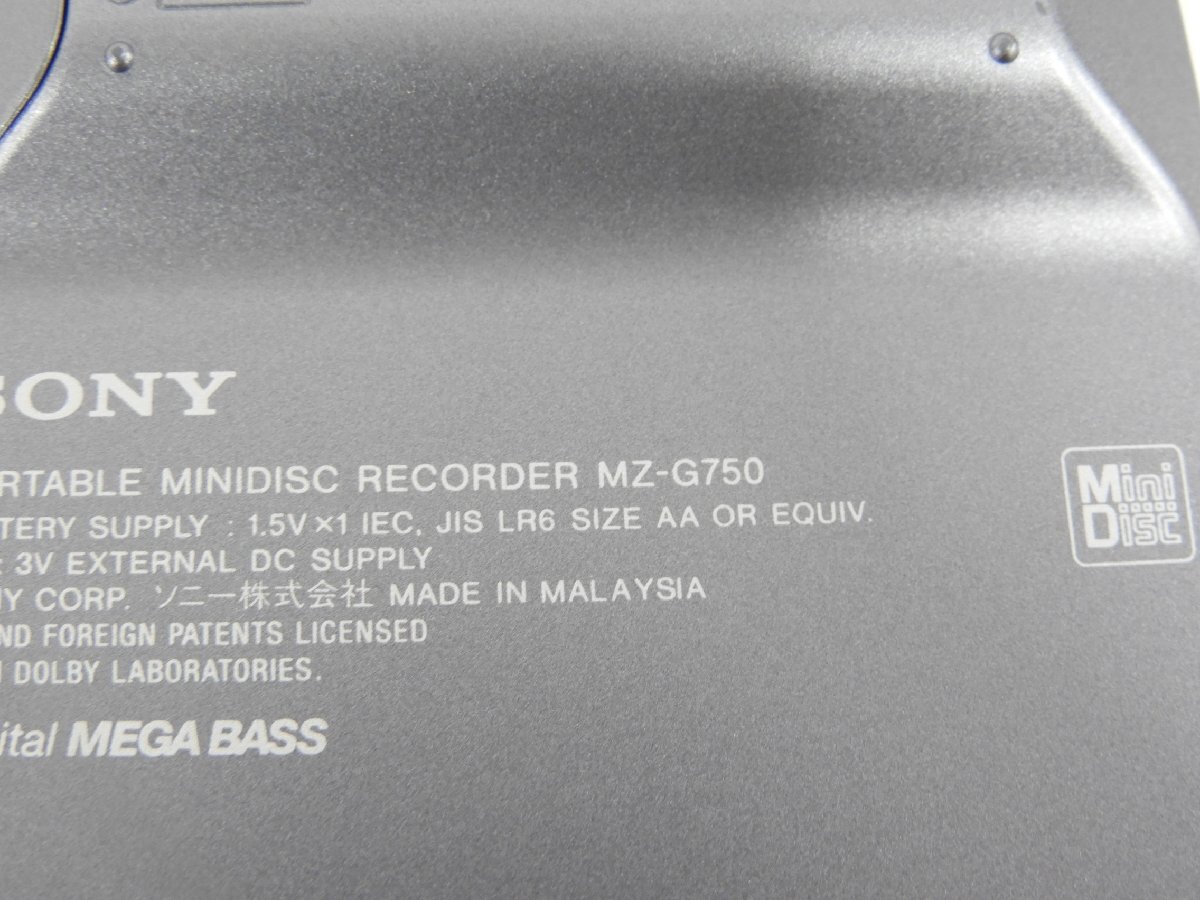 SONY
RTABLE MINIDISC RECORDER MZ-G750
TTERY SUPPLY : 1.5V×1 IEC, JIS LR6 SIZE AA OR EQUIV.
: 3V EXTERNAL DC SUPPLY
NY CORP. ソニー株式会社 MADE IN MALAYSIA
ND FOREIGN PATENTS LICENSED
DOLBY LABORATORIES.
ital MEGA BASS
Mini
Disc